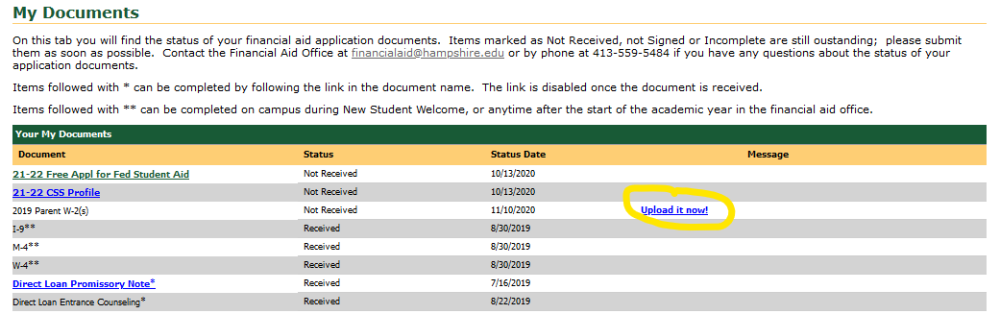 My Documents
On this tab you will find the status of your financial aid application documents.  Items marked as Not Received, not Signed or Incomplete are still oustanding;  please submit
them as soon as possible.  Contact the Financial Aid Office at financialaid@hampshire.edu or by phone at 413-559-5484 if you have any questions about the status of your
application documents.
Items followed with * can be completed by following the link in the document name.  The link is disabled once the document is received.
Items followed with ** can be completed on campus during New Student Welcome, or anytime after the start of the academic year in the financial aid office.
Your My Documents
Document Status Status Date Message
21-22 Free Appl for Fed Student Aid Not Received 10/13/2020
21-22 CSS Profile Not Received 10/13/2020
2019 Parent W-2(s) Not Received 11/10/2020 Upload it now!
I-9** Received 8/30/2019
M-4** Received 8/30/2019
W-4** Received 8/30/2019
Direct Loan Promissory Note* Received 7/16/2019
Direct Loan Entrance Counseling* Received 8/22/2019